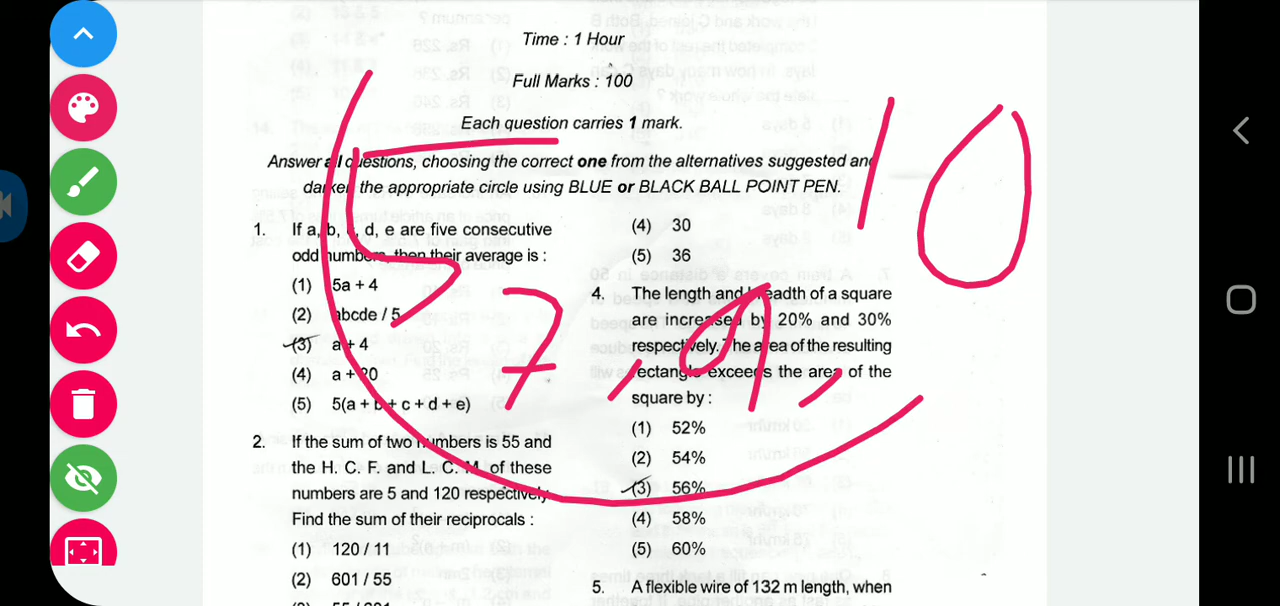 Time : 1 Hour
Full Marks : 100
Each question carries 1 mark.
Answer all questions, choosing the correct one from the alternatives suggested and
darken the appropriate circle using BLUE or BLACK BALL POINT PEN.
1. If a, b, c, d, e are five consecutive
odd numbers, then their average is :
(1) 5a + 4
(2) abcde / 5
(3) a + 4
(4) a + 20
(5) 5(a + b + c + d + e)
2. If the sum of two numbers is 55 and
the H. C. F. and L. C. M. of these
numbers are 5 and 120 respectively.
Find the sum of their reciprocals :
(1) 120 / 11
(2) 601 / 55
(3) 55 / 601
(4) 30
(5) 36
4. The length and breadth of a square
are increased by 20% and 30%
respectively. The area of the resulting
rectangle exceeds the area of the
square by :
(1) 52%
(2) 54%
(3) 56%
(4) 58%
(5) 60%
5. A flexible wire of 132 m length, when
5 7, 9, 10